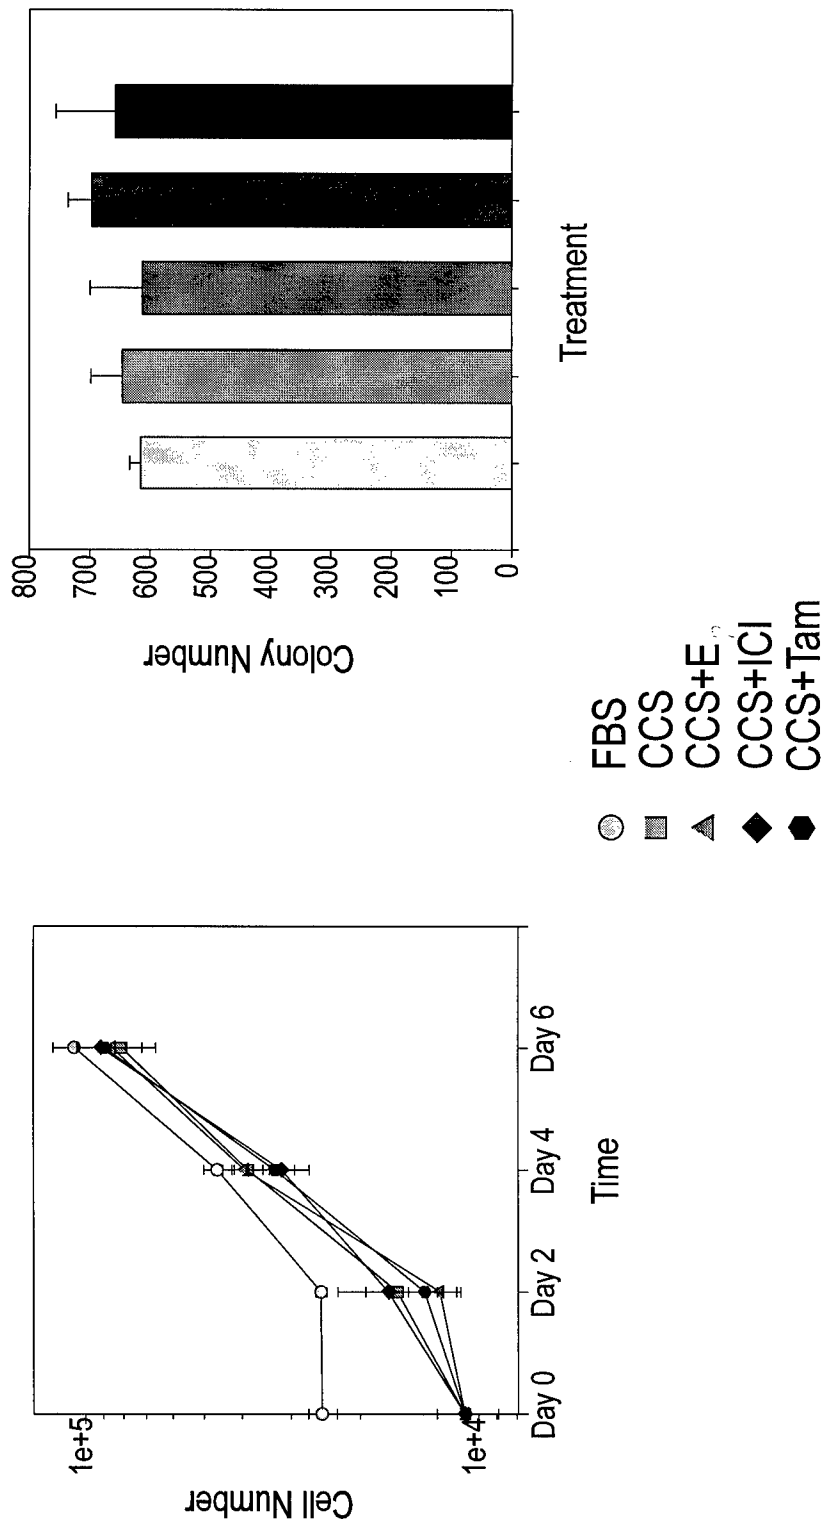 1e+5
1e+4
Cell Number
Day 0
Day 2
Day 4
Day 6
Time
FBS
CCS
CCS+E
CCS+ICI
CCS+Tam
800
700
600
500
400
300
200
100
0
Colony Number
Treatment